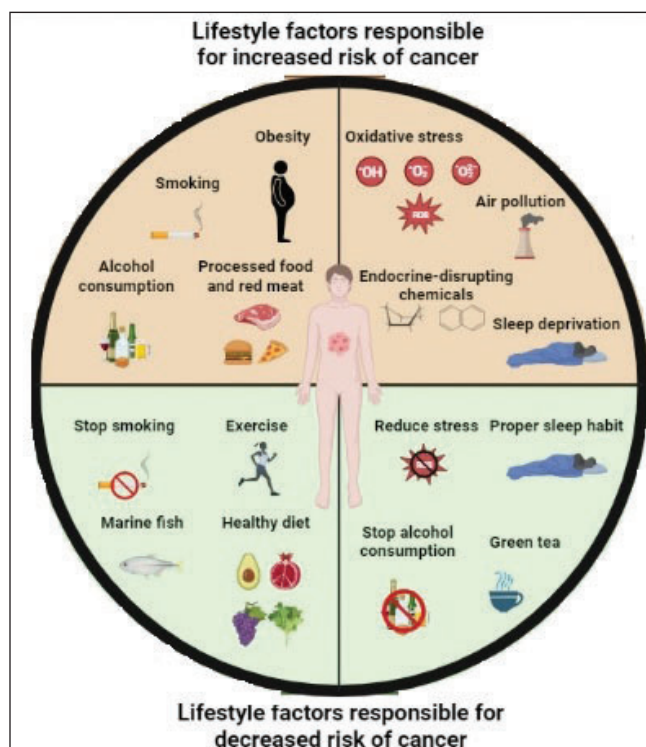 Lifestyle factors responsible
for increased risk of cancer
Obesity
Oxidative stress
Smoking
•OH
ROS
Air pollution
Alcohol
consumption
Processed food
and red meat
Endocrine-disrupting
chemicals
Sleep deprivation
Stop smoking
Exercise
Reduce stress
Proper sleep habit
Marine fish
Healthy diet
Stop alcohol
consumption
Green tea
Lifestyle factors responsible for
decreased risk of cancer